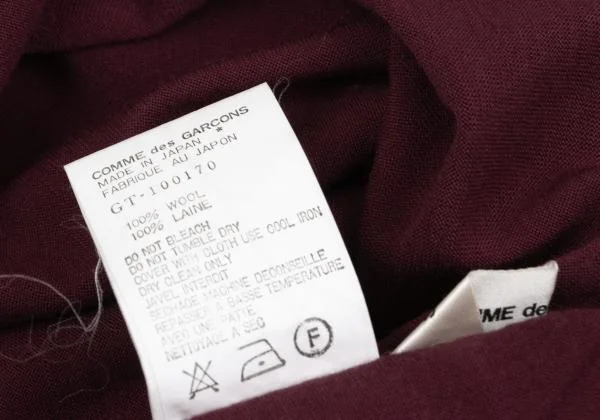 COMME des GARCONS
MADE IN JAPAN *
FABRIQUE AU JAPON
GT-100170
100% WOOL
100% LAINE
DO NOT BLEACH
DO NOT TUMBLE DRY
COVER WITH CLOTH USE COOL IRON
DRY CLEAN ONLY
JAVEL INTERDIT
SECHAGE MACHINE DECONSEILLE
REPASSER A BASSE TEMPERATURE
AVEC UNE PATTE
NETTOYAGE A SEC
F
ME de